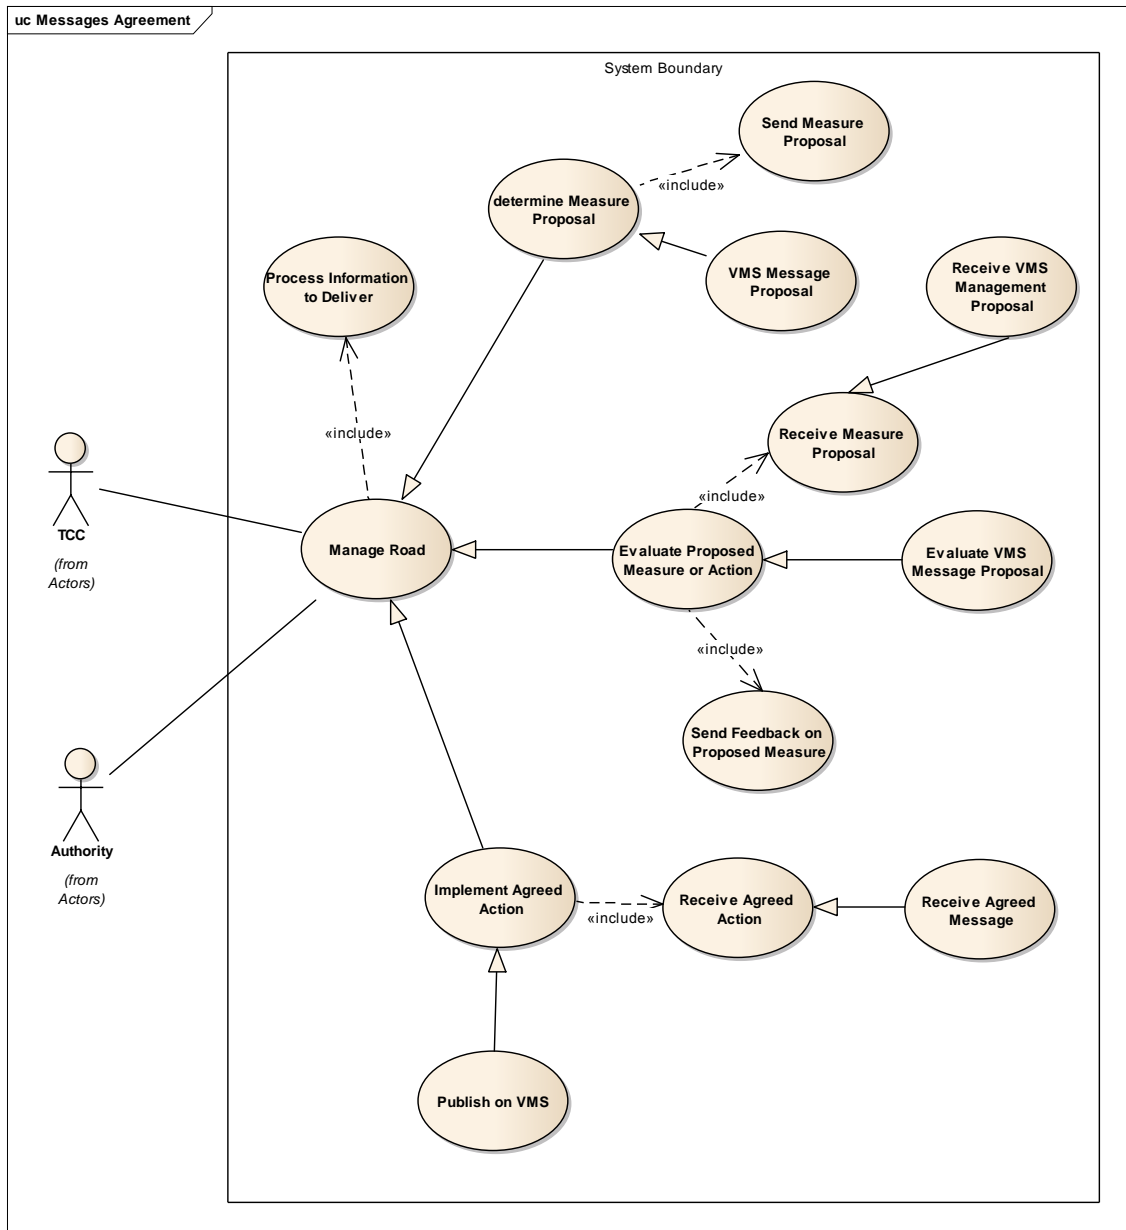 uc Messages Agreement
System Boundary
Send Measure
Proposal
«include»
determine Measure
Proposal
VMS Message
Proposal
Process Information
to Deliver
Receive VMS
Management
Proposal
«include»
Receive Measure
Proposal
«include»
TCC
(from
Actors)
Manage Road
Evaluate Proposed
Measure or Action
Evaluate VMS
Message Proposal
«include»
Send Feedback on
Proposed Measure
Authority
(from
Actors)
Implement Agreed
Action
«include»
Receive Agreed
Action
Receive Agreed
Message
Publish on VMS